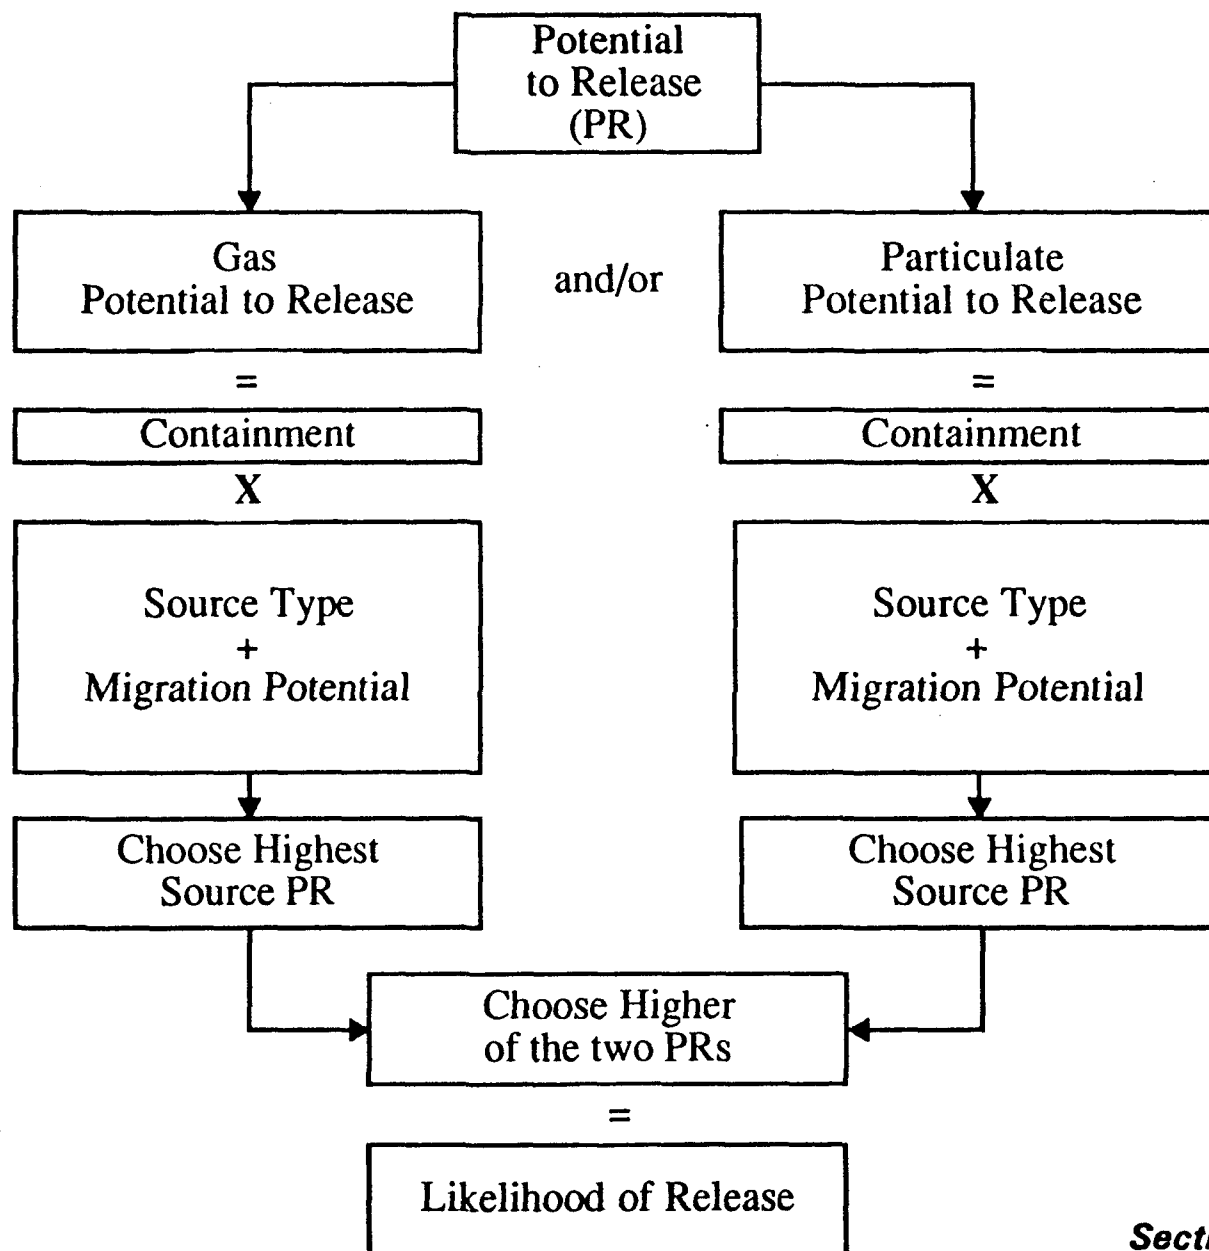 Potential
to Release
(PR)
Gas
Potential to Release
and/or
Particulate
Potential to Release
=
=
Containment
Containment
X
X
Source Type
+
Migration Potential
Source Type
+
Migration Potential
Choose Highest
Source PR
Choose Highest
Source PR
Choose Higher
of the two PRs
=
Likelihood of Release
Secti